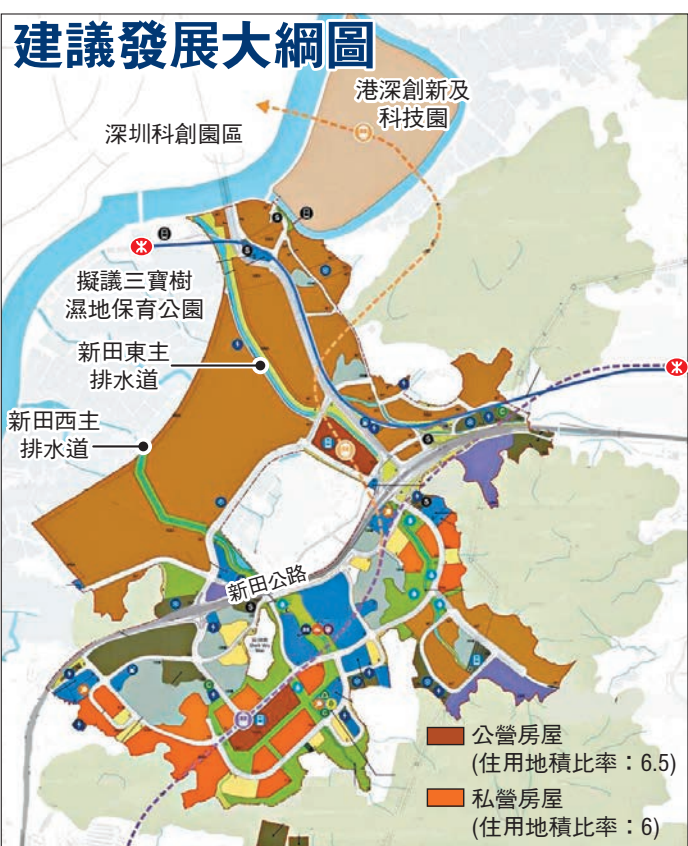 建議發展大綱圖
港深創新及
科技園
深圳科創園區
擬議三寶樹
濕地保育公園
新田東主
排水道
新田西主
排水道
新田公路
公營房屋
(住用地積比率：6.5)
私營房屋
(住用地積比率：6)